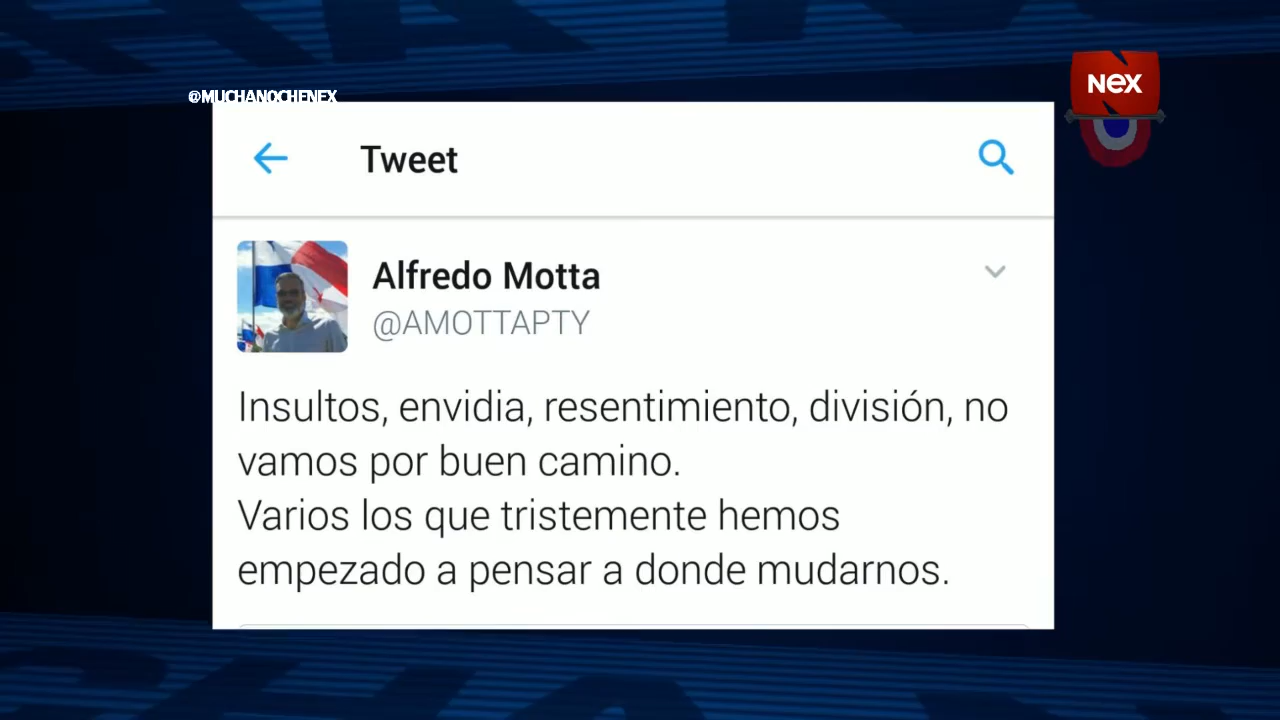 @MUCHANOCHENEX
NEX
Tweet
Alfredo Motta
@AMOTTAPTY
Insultos, envidia, resentimiento, división, no
vamos por buen camino.
Varios los que tristemente hemos
empezado a pensar a donde mudarnos.